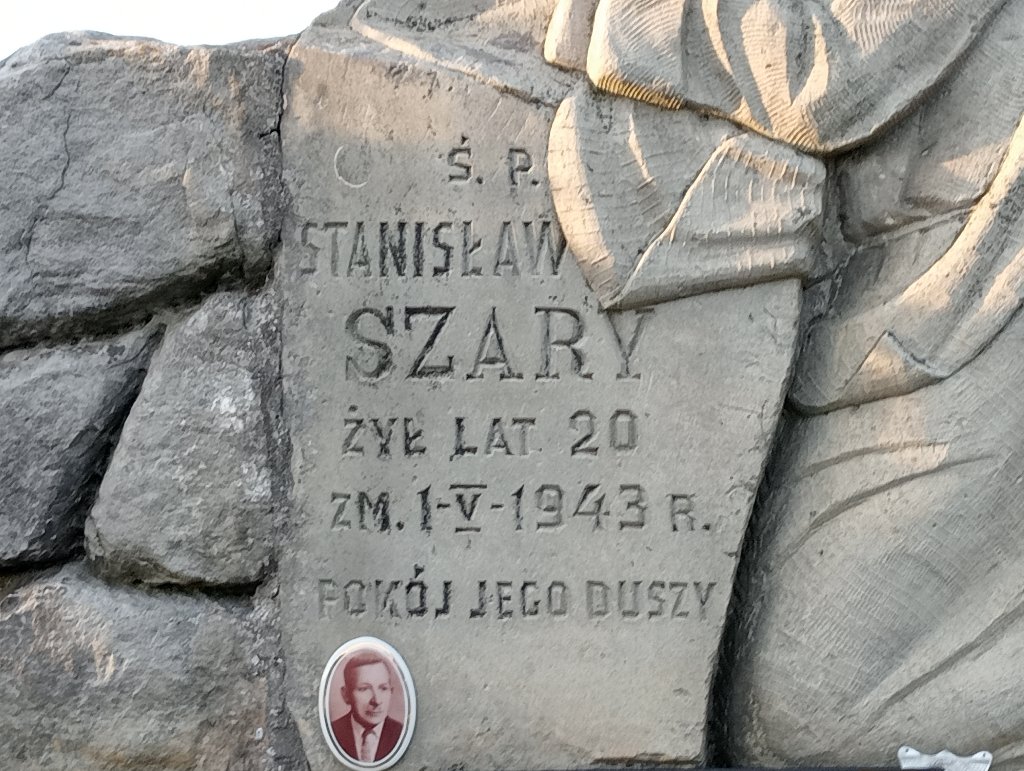 Ś. P.
STANISŁAW
SZARY
ŻYŁ LAT 20
ZM. 1-V-1943 R.
POKÓJ JEGO DUSZY